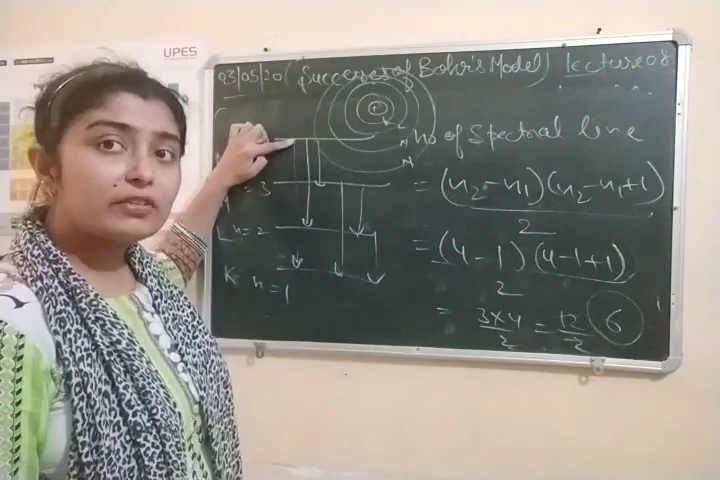 UPES
03/05/20 (Successes of Bohr's Model) lecture 08
L
M
N
no of Spectral line
= (n2-n1)(n2-n1+1)
2
= (4-1)(4-1+1)
2
= 3x4 = 12 6
2 2
= 3
L n=2
K n=1